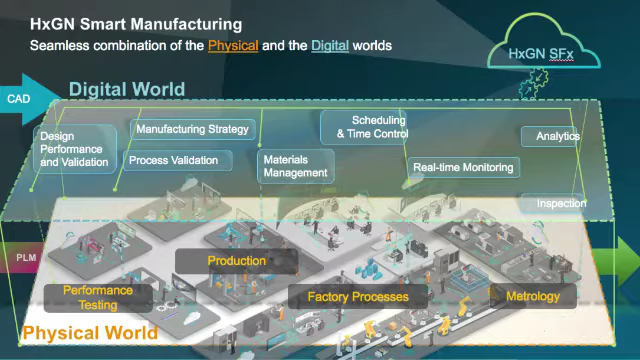 HxGN Smart Manufacturing
Seamless combination of the Physical and the Digital worlds
HxGN SFx
Digital World
CAD
Design
Performance
and Validation
Manufacturing Strategy
Process Validation
Materials
Management
Scheduling
& Time Control
Real-time Monitoring
Analytics
Inspection
PLM
Production
Performance
Testing
Factory Processes
Metrology
Physical World